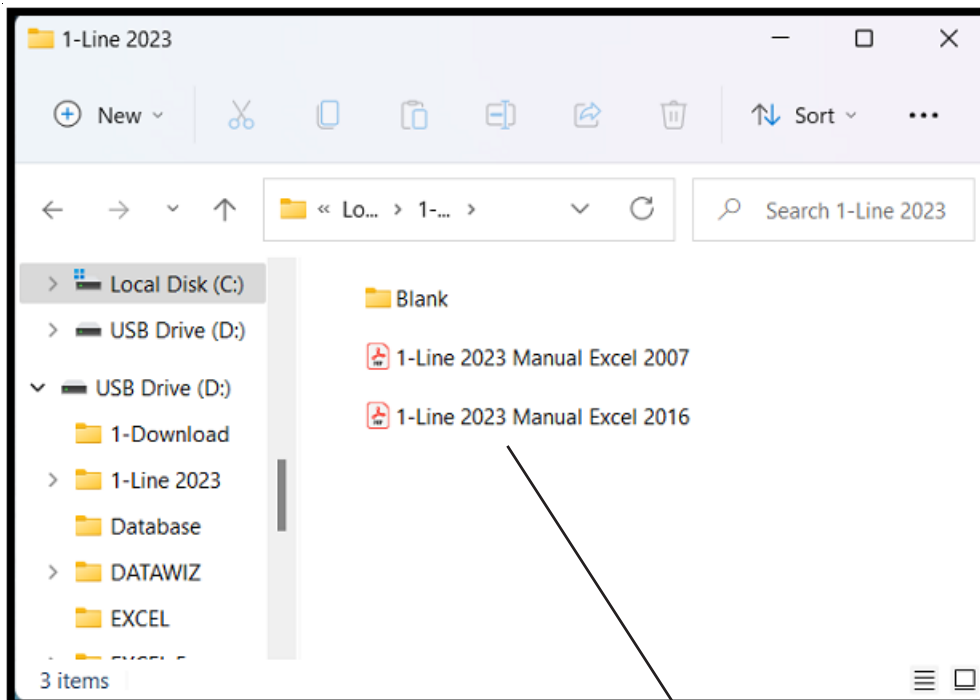 1-Line 2023
New
Sort
« Lo... > 1-... >
Search 1-Line 2023
Local Disk (C:)
USB Drive (D:)
USB Drive (D:)
1-Download
1-Line 2023
Database
DATAWIZ
EXCEL
Blank
1-Line 2023 Manual Excel 2007
1-Line 2023 Manual Excel 2016
3 items